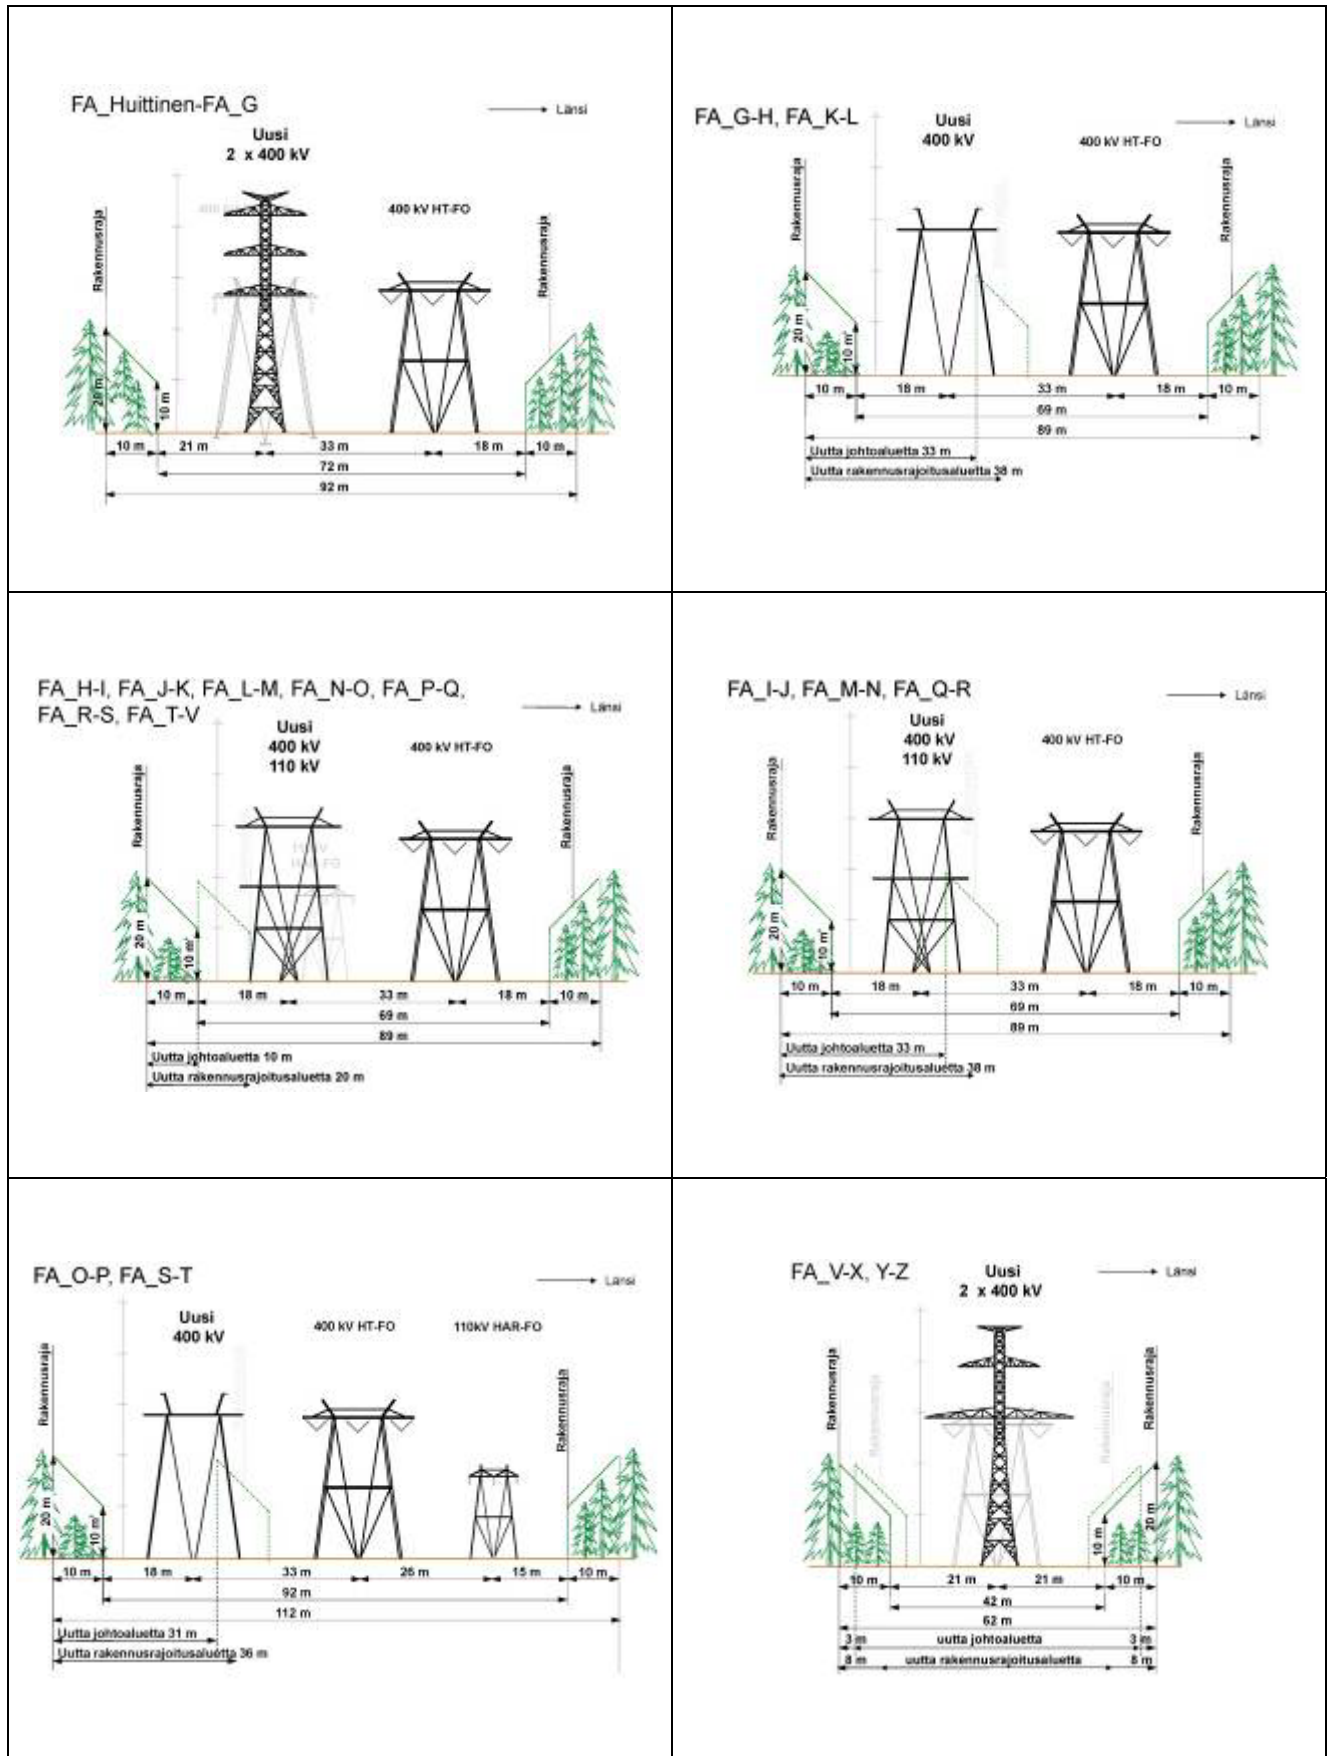 FA_Huittinen-FA_G
Länsi
Uusi
2 x 400 kV
400 kV HT-FO
Rakennusraja
Rakennusraja
20 m
10 m
10 m
21 m
33 m
18 m
10 m
72 m
92 m
FA_G-H, FA_K-L
Uusi
400 kV
Länsi
400 kV HT-FO
Rakennusraja
Rakennusraja
20 m
10 m
10 m
18 m
33 m
18 m
10 m
69 m
89 m
Uutta johtoaluetta 33 m
Uutta rakennusrajoitusaluetta 38 m
FA_H-I, FA_J-K, FA_L-M, FA_N-O, FA_P-Q,
FA_R-S, FA_T-V
Länsi
Uusi
400 kV
110 kV
400 kV HT-FO
Rakennusraja
Rakennusraja
20 m
10 m
10 m
18 m
33 m
18 m
10 m
69 m
89 m
Uutta johtoaluetta 10 m
Uutta rakennusrajoitusaluetta 20 m
FA_I-J, FA_M-N, FA_Q-R
Länsi
Uusi
400 kV
110 kV
400 kV HT-FO
Rakennusraja
Rakennusraja
20 m
10 m
10 m
18 m
33 m
18 m
10 m
69 m
89 m
Uutta johtoaluetta 33 m
Uutta rakennusrajoitusaluetta 38 m
FA_O-P, FA_S-T
Länsi
Uusi
400 kV
400 kV HT-FO
110kV HAR-FO
Rakennusraja
Rakennusraja
20 m
10 m
10 m
18 m
33 m
26 m
15 m
10 m
92 m
112 m
Uutta johtoaluetta 31 m
Uutta rakennusrajoitusaluetta 36 m
FA_V-X, Y-Z
Uusi
2 x 400 kV
Länsi
Rakennusraja
Rakennusraja
Rakennusraja
Rakennusraja
10 m
20 m
10 m
21 m
21 m
10 m
42 m
62 m
3 m
uutta johtoaluetta
3 m
8 m
uutta rakennusrajoitusaluetta
8 m